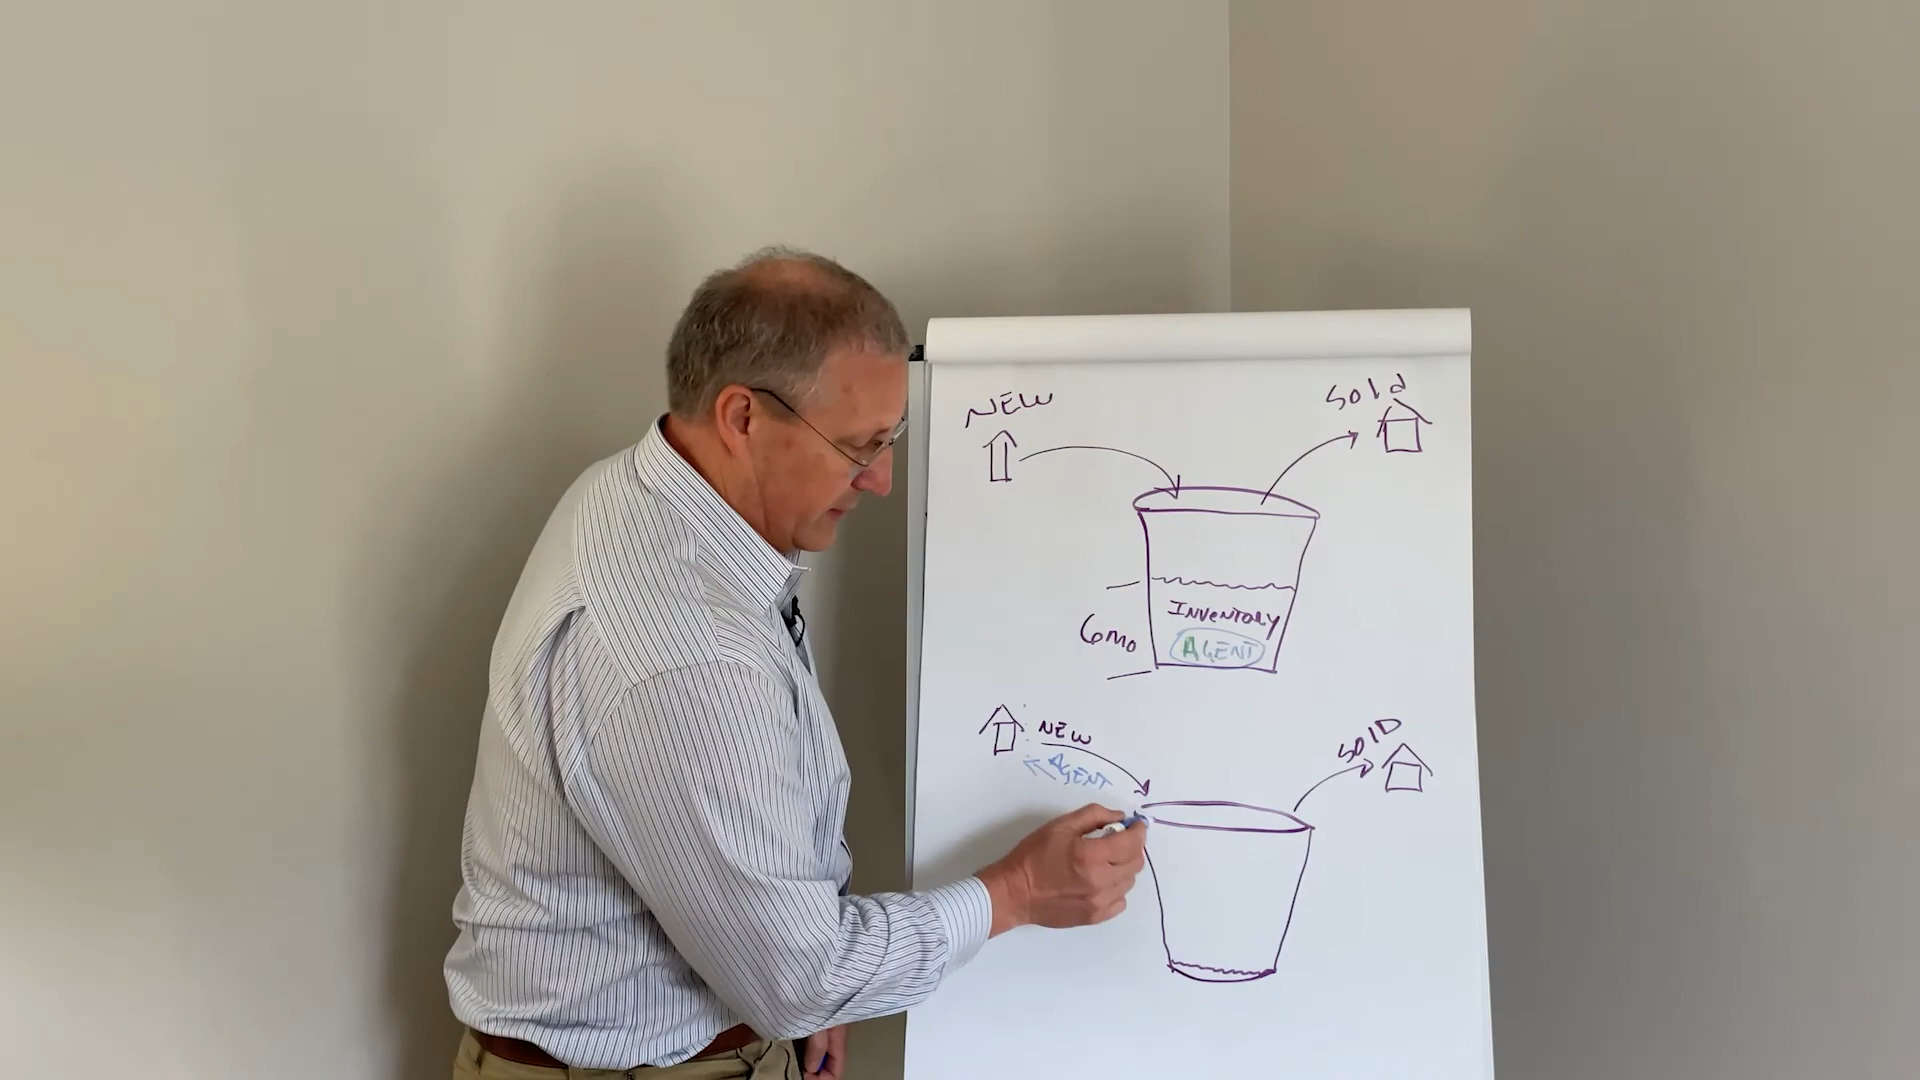 NEW
Sold
INVENTORY
6mo
AGENT
NEW
SOLD
AGENT